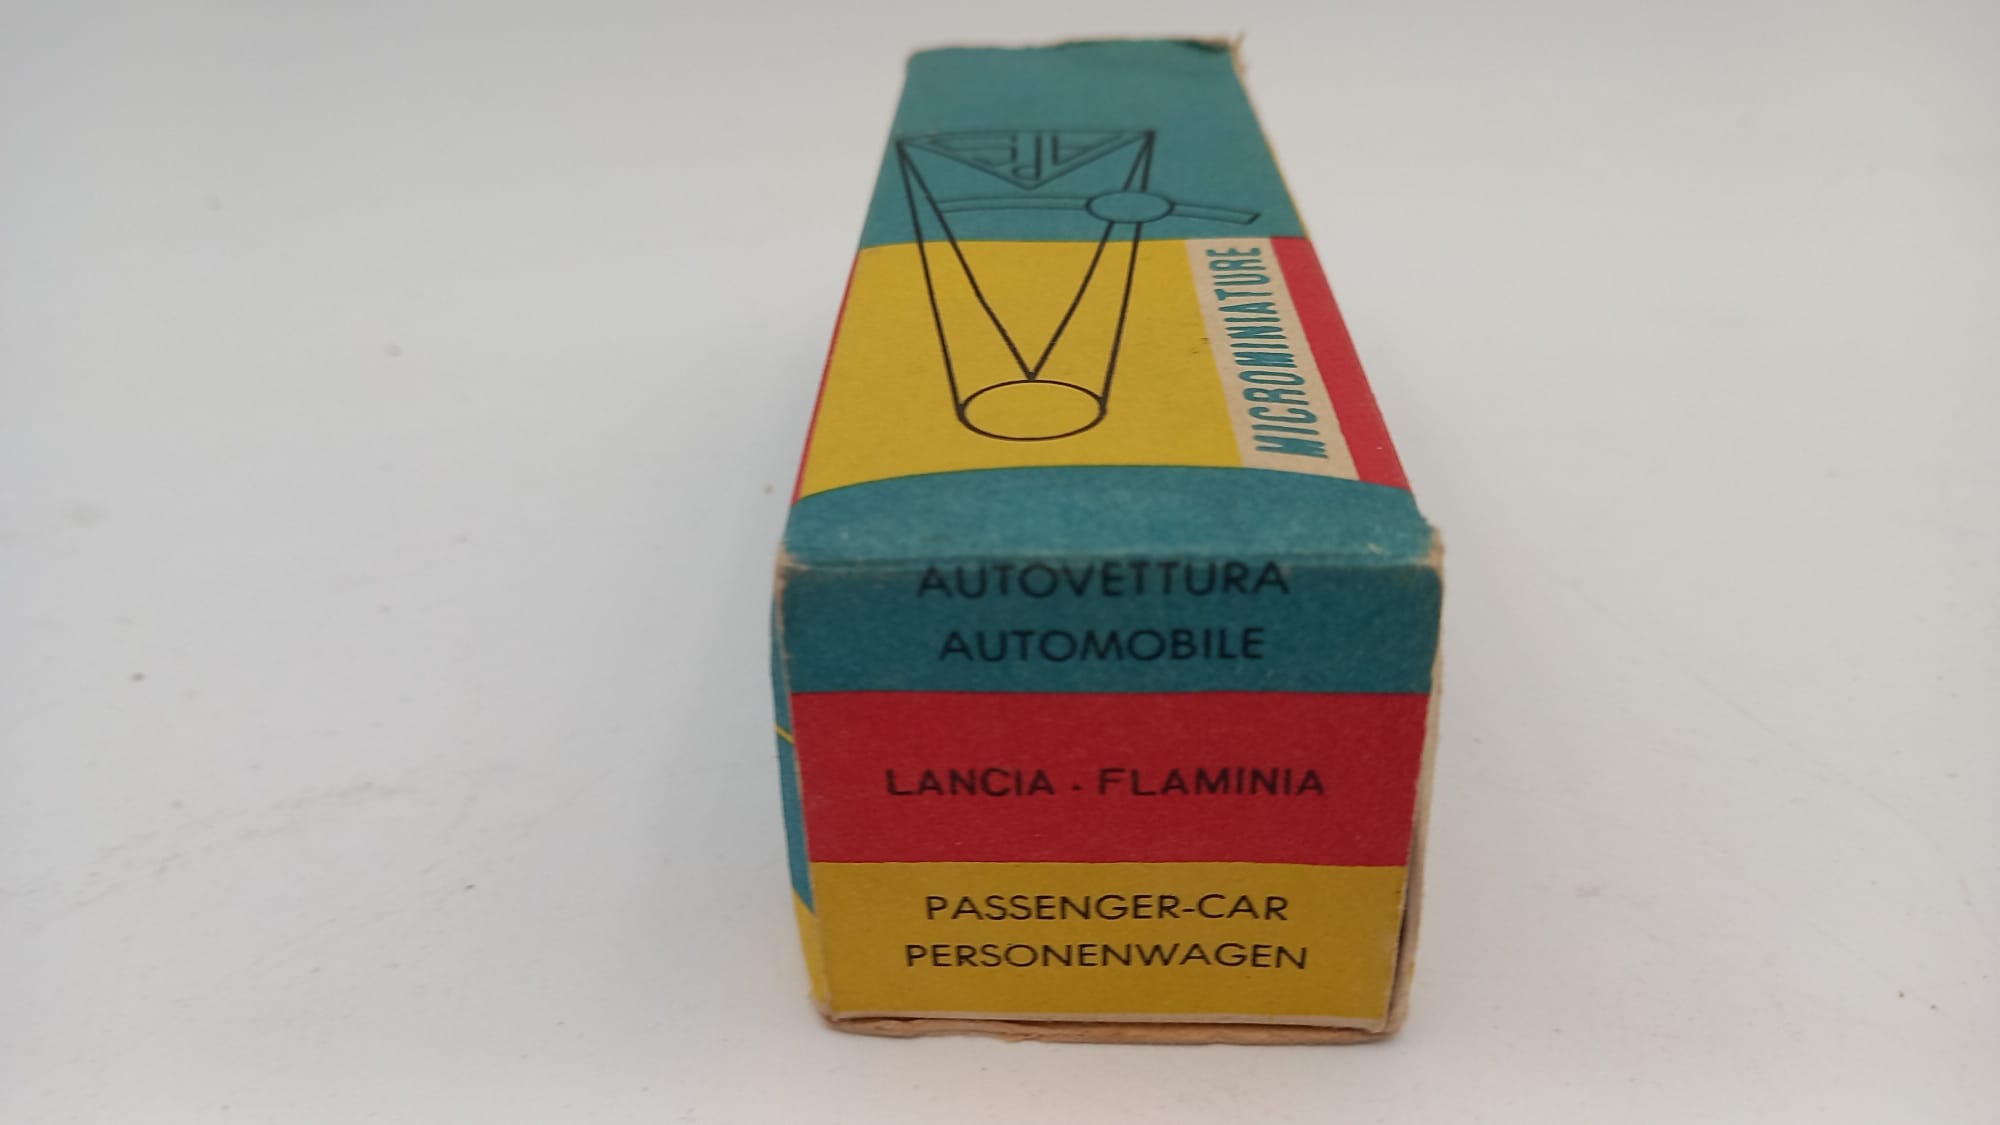 MICROMINIATURE
AUTOVETTURA
AUTOMOBILE
LANCIA - FLAMINIA
PASSENGER-CAR
PERSONENWAGEN